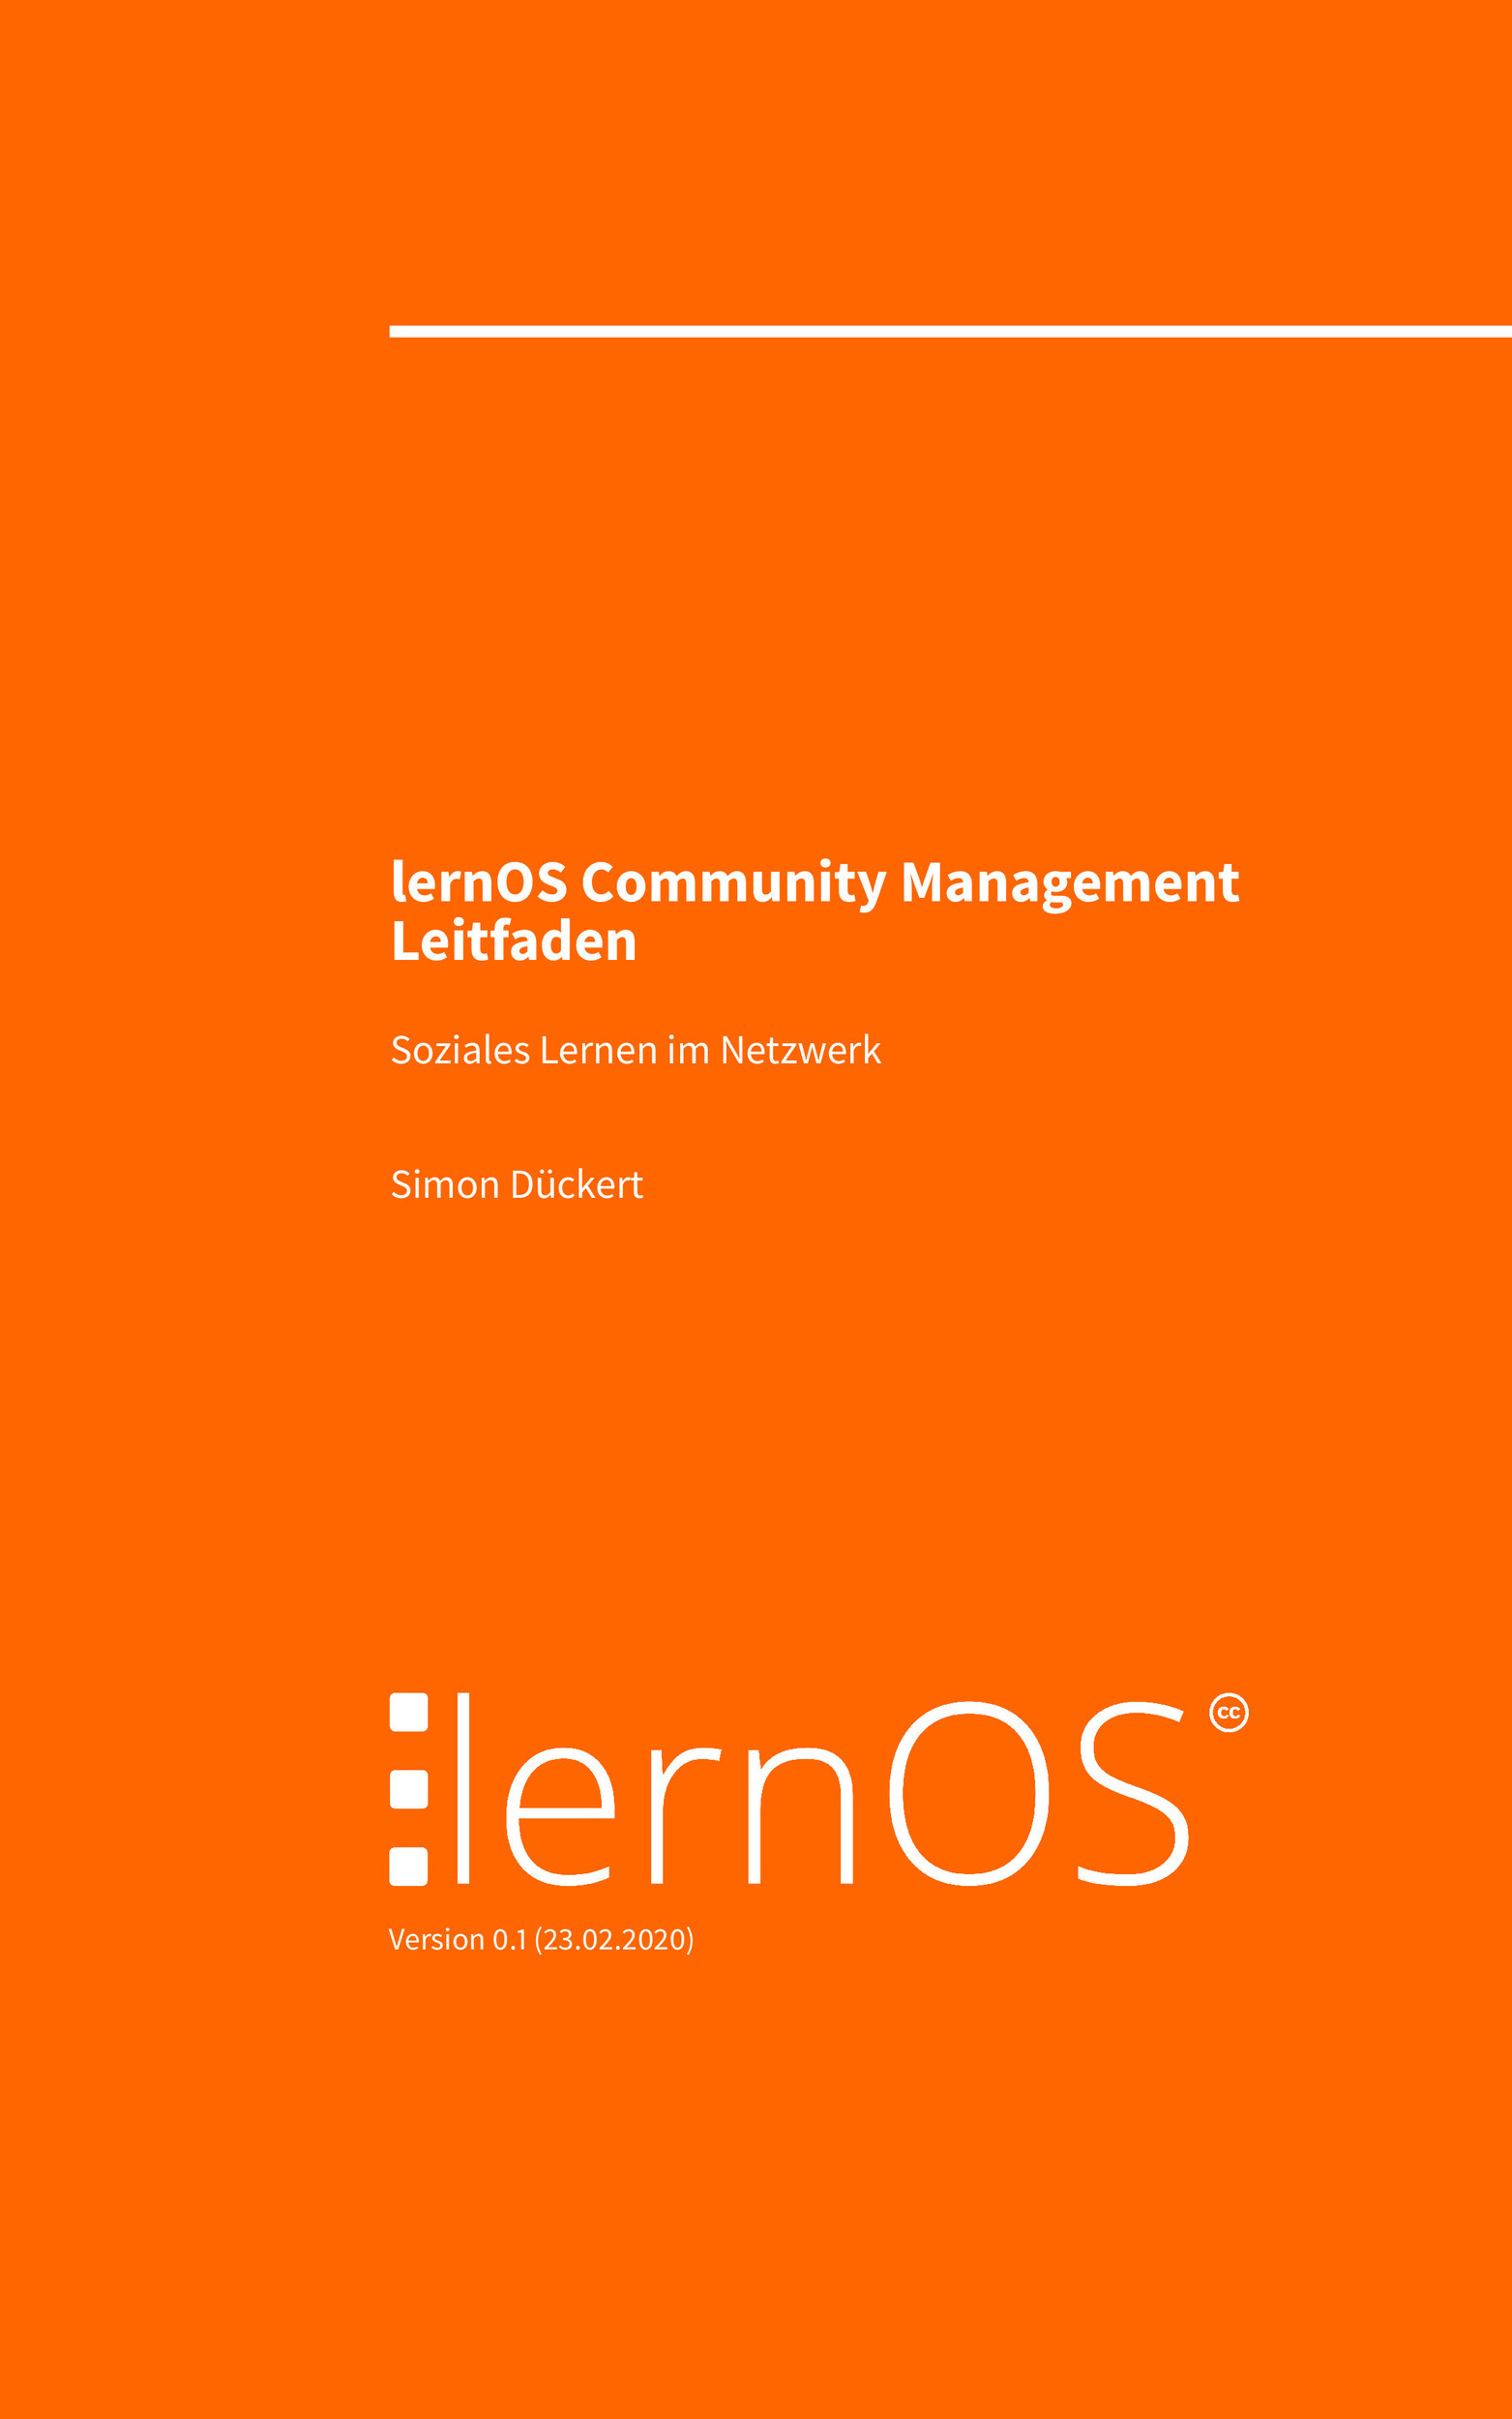 lernOS Community Management
Leitfaden
Soziales Lernen im Netzwerk
Simon Dückert
lernOS cc
Version 0.1 (23.02.2020)